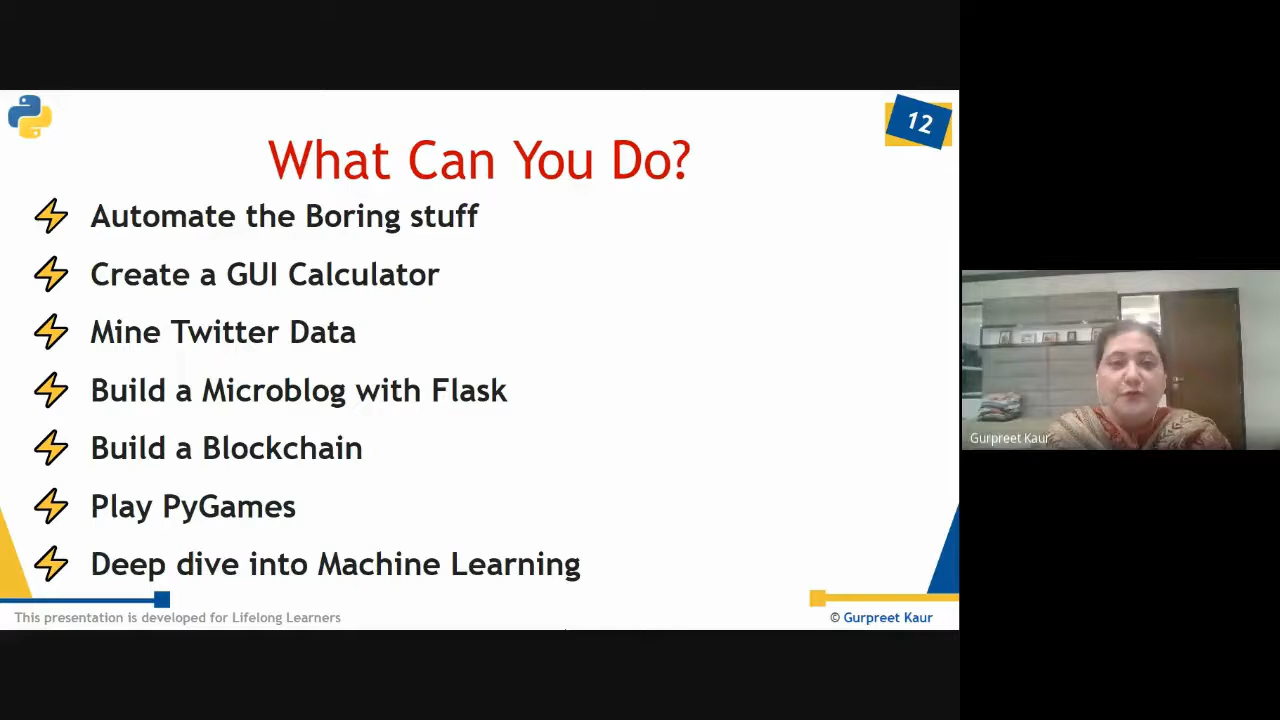 12
What Can You Do?
Automate the Boring stuff
Create a GUI Calculator
Mine Twitter Data
Build a Microblog with Flask
Build a Blockchain
Play PyGames
Deep dive into Machine Learning
This presentation is developed for Lifelong Learners
© Gurpreet Kaur
Gurpreet Kaur